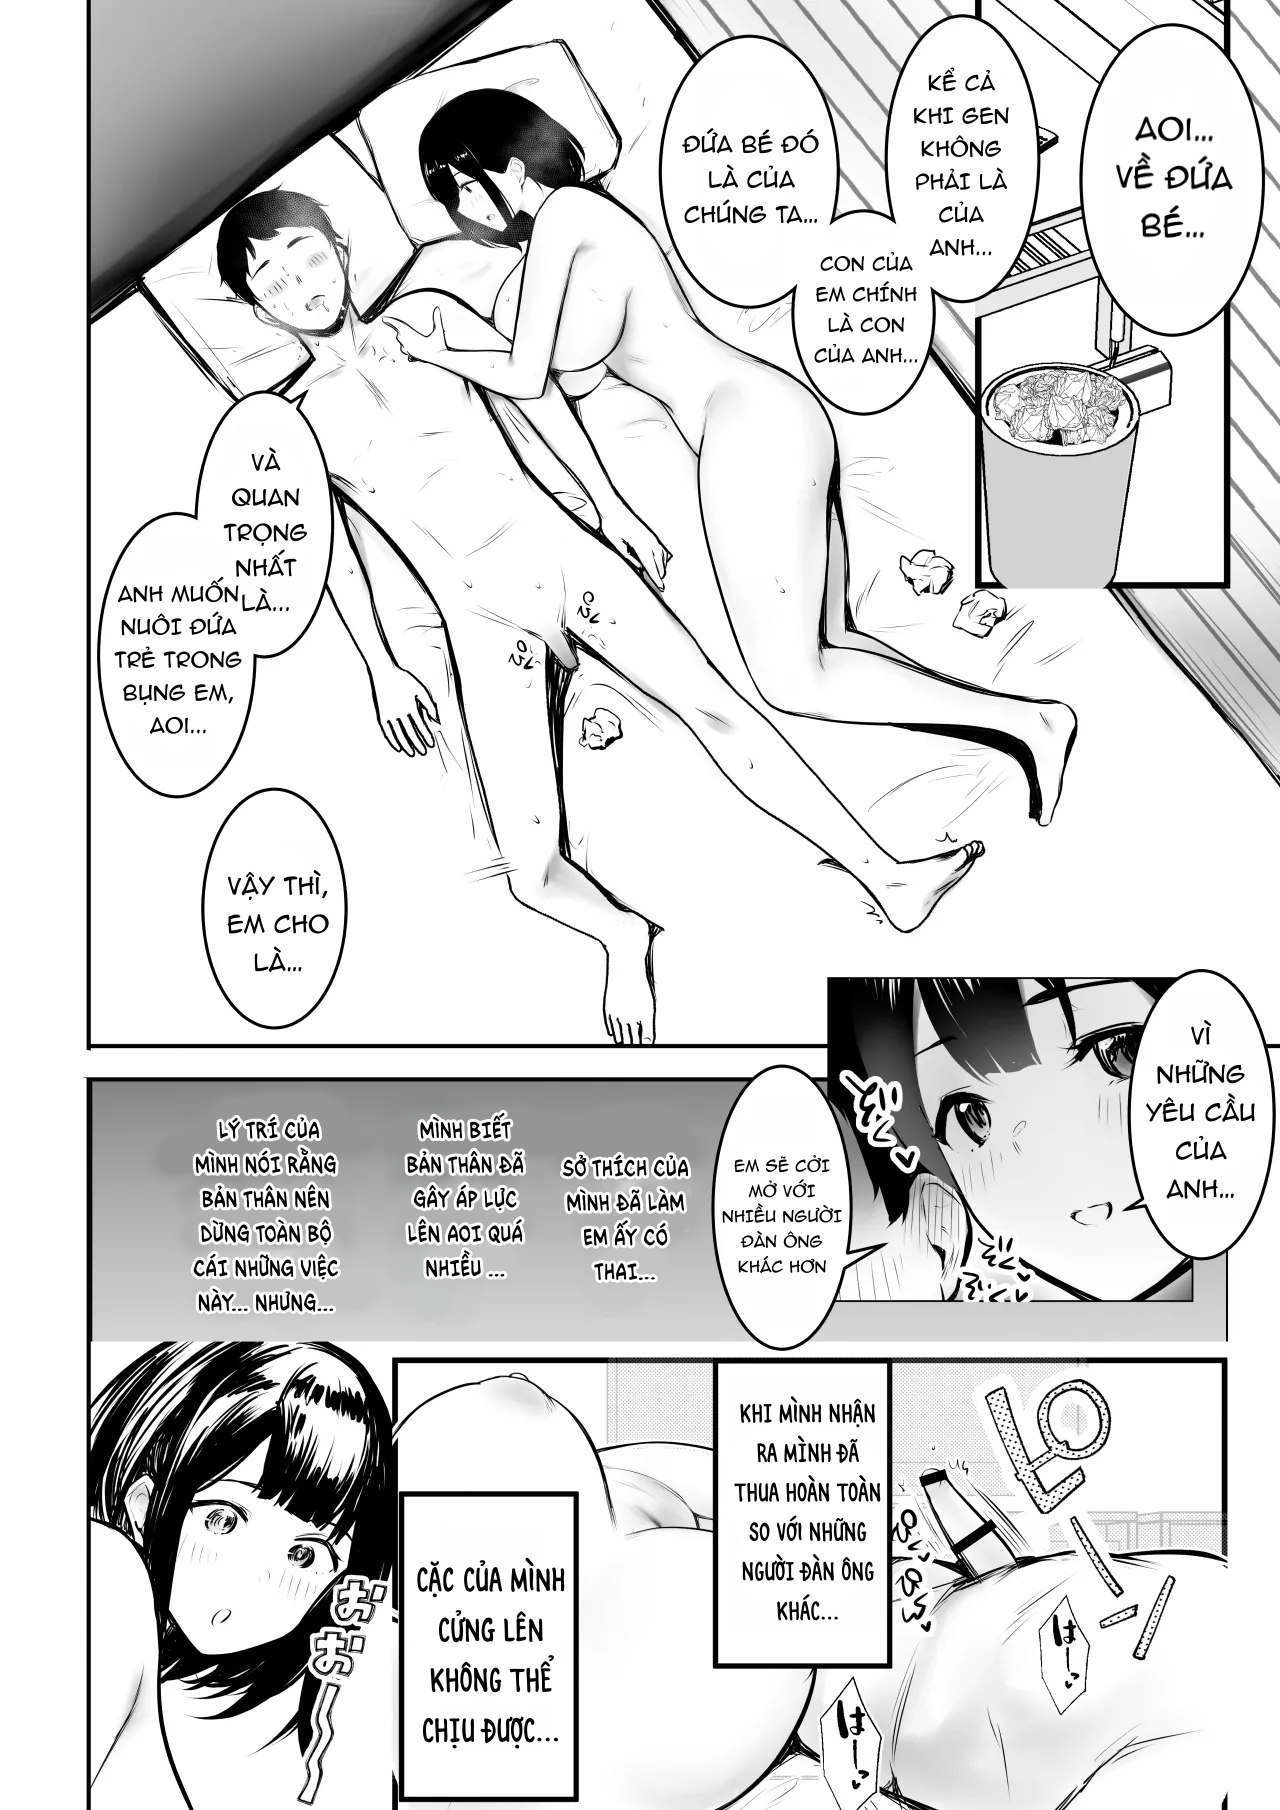 AOI...
VỀ ĐỨA
BÉ...
KỂ CẢ
KHI GEN
KHÔNG
PHẢI LÀ
CỦA
ANH...
CON CỦA
EM CHÍNH
LÀ CON
CỦA ANH...
ĐỨA BÉ ĐÓ
LÀ CỦA
CHÚNG TA...
VÀ
QUAN
TRỌNG
NHẤT
LÀ...
ANH MUỐN
NUÔI ĐỨA
TRẺ TRONG
BỤNG EM,
AOI...
VẬY THÌ,
EM CHO
LÀ...
VÌ
NHỮNG
YÊU CẦU
CỦA
ANH...
EM SẼ CỞI
MỞ VỚI
NHIỀU NGƯỜI
ĐÀN ÔNG
KHÁC HƠN
SỞ THÍCH CỦA
MÌNH ĐÃ LÀM
EM ẤY CÓ
THAI...
MÌNH BIẾT
BẢN THÂN ĐÃ
GÂY ÁP LỰC
LÊN AOI QUÁ
NHIỀU ...
LÝ TRÍ CỦA
MÌNH NÓI RẰNG
BẢN THÂN NÊN
DỪNG TOÀN BỘ
CÁI NHỮNG VIỆC
NÀY... NHƯNG...
KHI MÌNH NHẬN
RA MÌNH ĐÃ
THUA HOÀN TOÀN
SO VỚI NHỮNG
NGƯỜI ĐÀN ÔNG
KHÁC...
はーっ
はーっ
CẶC CỦA MÌNH
CỨNG LÊN
KHÔNG THỂ
CHỊU ĐƯỢC...
おお〜